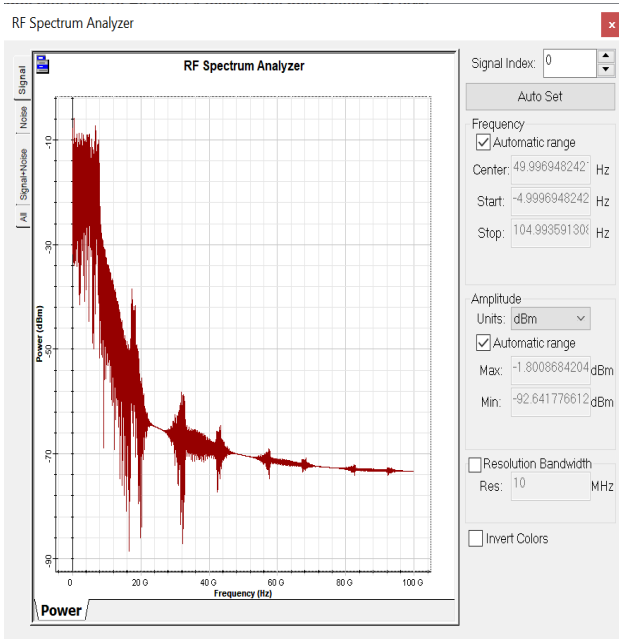 RF Spectrum Analyzer
x
RF Spectrum Analyzer
Signal
Noise
Signal+Noise
All
Power (dBm)
-10
-30
-50
-70
-90
0 20 G 40 G 60 G 80 G 100 G
Frequency (Hz)
Power
Signal Index: 0
Auto Set
Frequency
Automatic range
Center: 49.996948242 Hz
Start: -4.9996948242 Hz
Stop: 104.99359130 Hz
Amplitude
Units: dBm
Automatic range
Max: -1.8008684204 dBm
Min: -92.641776612 dBm
Resolution Bandwidth
Res: 10 MHz
Invert Colors